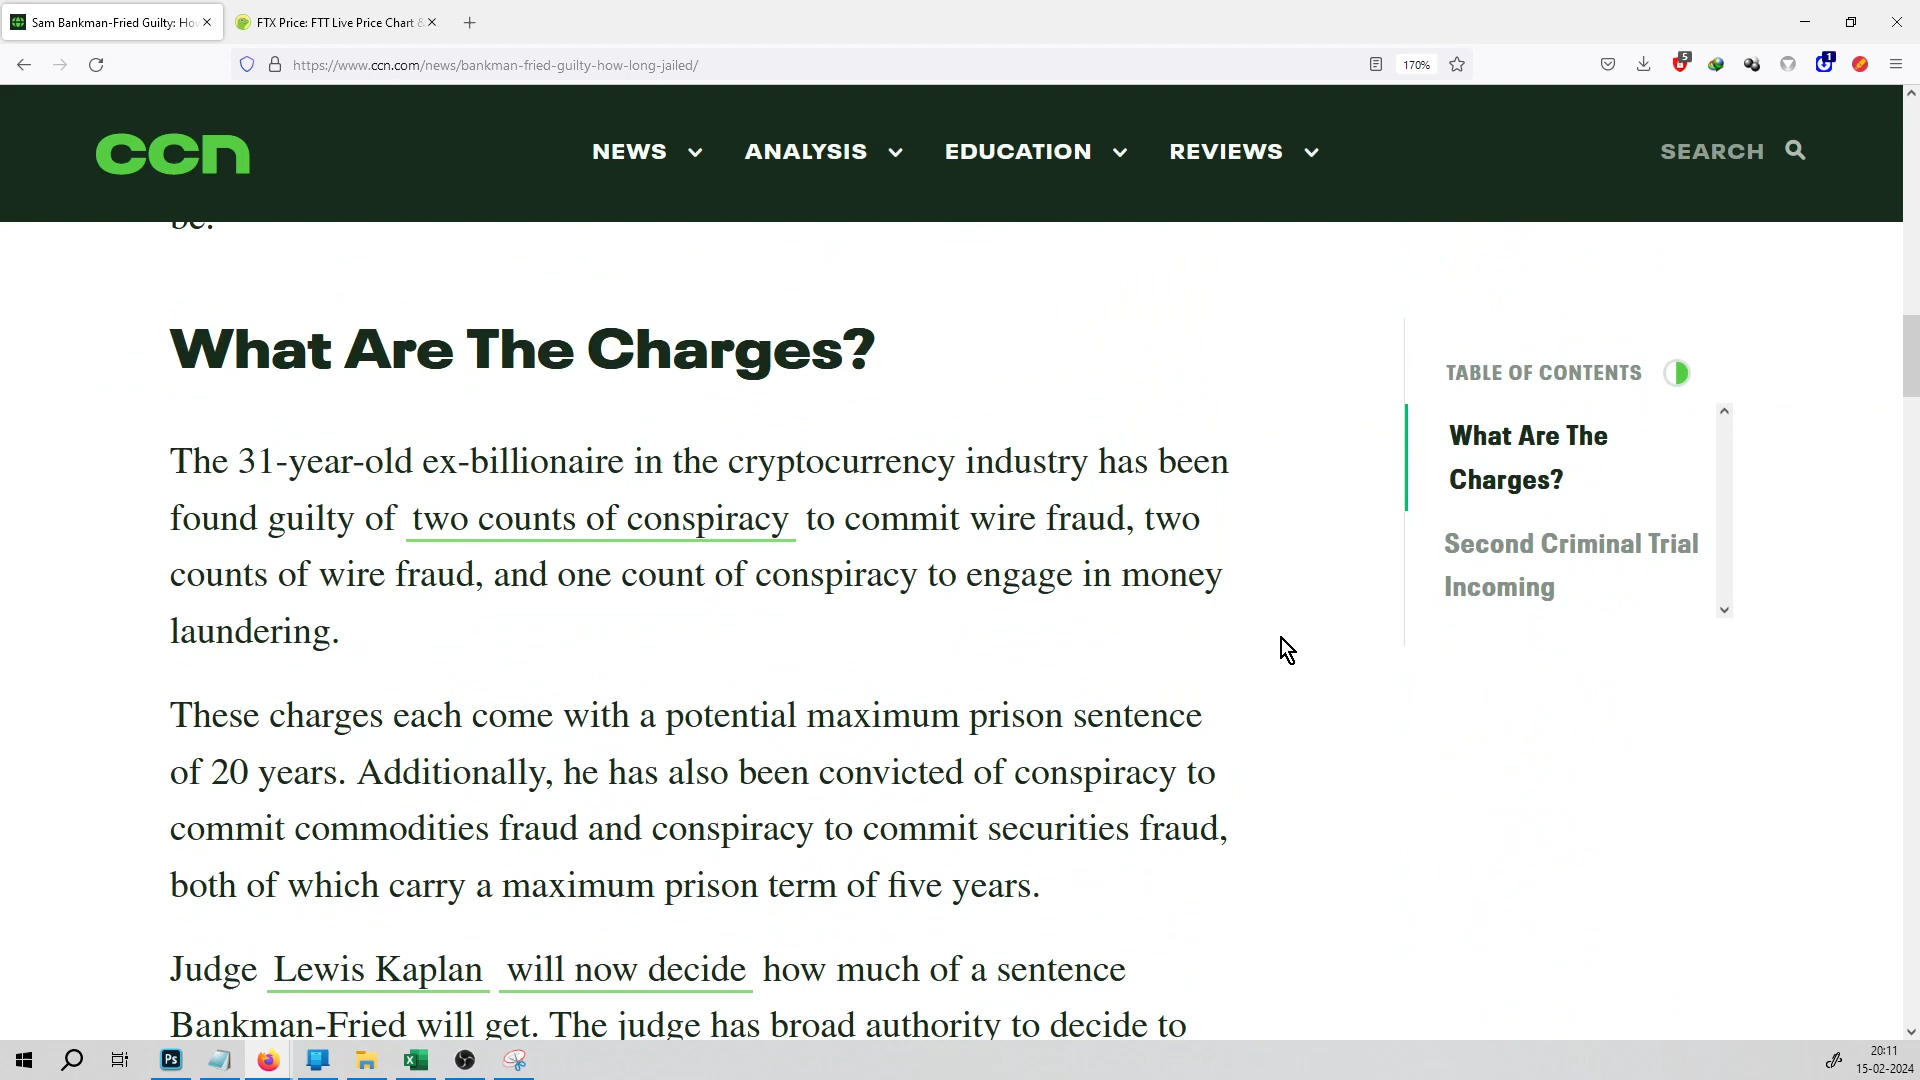 Sam Bankman-Fried Guilty: Ho
FTX Price: FTT Live Price Chart &
https://www.ccn.com/news/bankman-fried-guilty-how-long-jailed/
170%
5
1
ccn
NEWS
ANALYSIS
EDUCATION
REVIEWS
SEARCH
be.
What Are The Charges?
The 31-year-old ex-billionaire in the cryptocurrency industry has been
found guilty of two counts of conspiracy to commit wire fraud, two
counts of wire fraud, and one count of conspiracy to engage in money
laundering.
These charges each come with a potential maximum prison sentence
of 20 years. Additionally, he has also been convicted of conspiracy to
commit commodities fraud and conspiracy to commit securities fraud,
both of which carry a maximum prison term of five years.
Judge Lewis Kaplan will now decide how much of a sentence
Bankman-Fried will get. The judge has broad authority to decide to
TABLE OF CONTENTS
What Are The
Charges?
Second Criminal Trial
Incoming
Ps
20:11
15-02-2024